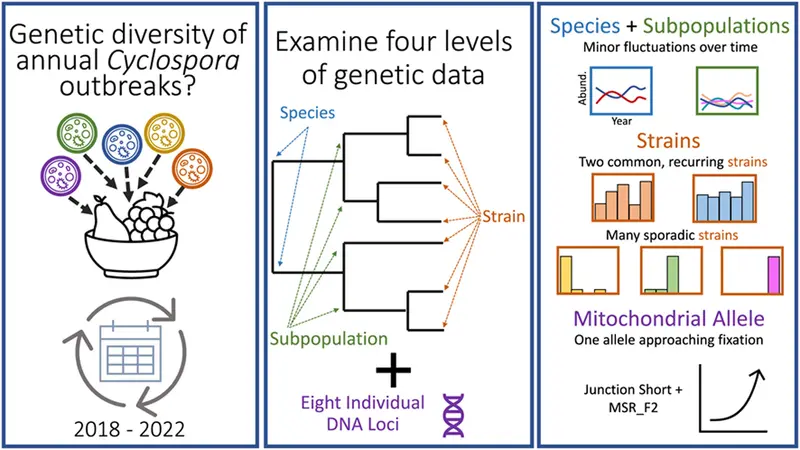 Genetic diversity of
annual Cyclospora
outbreaks?
2018 - 2022
Examine four levels
of genetic data
Species
Strain
Subpopulation
+
Eight Individual
DNA Loci
Species + Subpopulations
Minor fluctuations over time
Abund.
Year
Strains
Two common, recurring strains
Many sporadic strains
Mitochondrial Allele
One allele approaching fixation
Junction Short +
MSR_F2